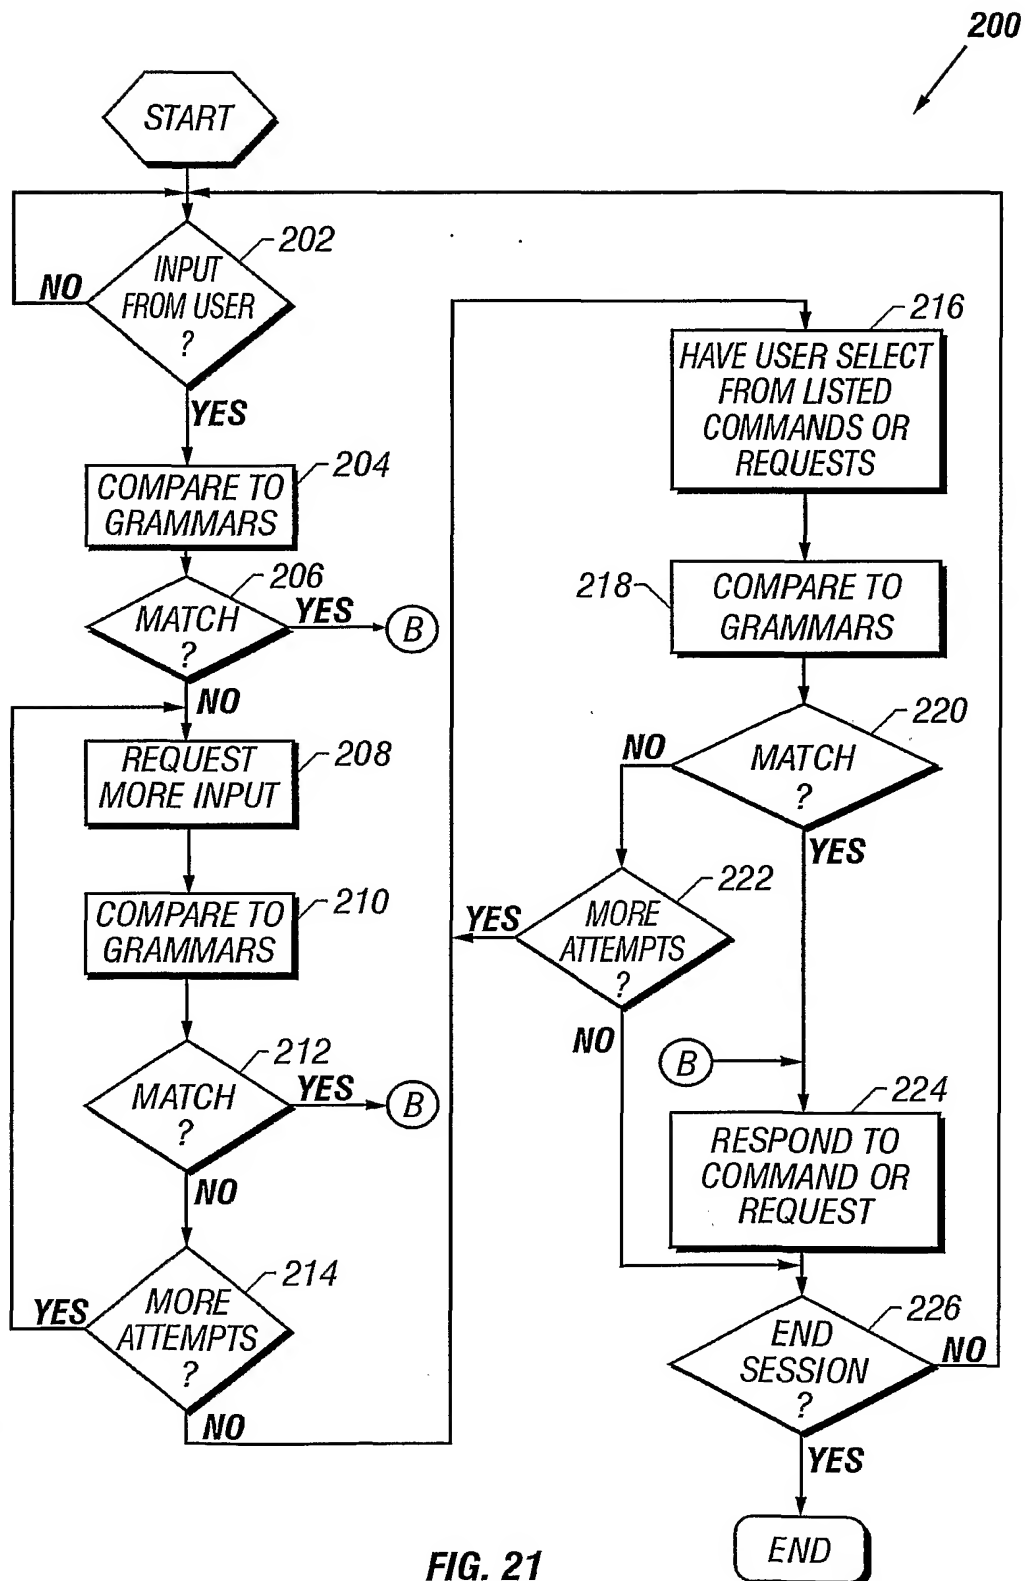 200
START
202
INPUT
FROM USER
?
NO
YES
204
COMPARE TO
GRAMMARS
206
MATCH
?
YES
B
NO
208
REQUEST
MORE INPUT
210
COMPARE TO
GRAMMARS
212
MATCH
?
YES
B
NO
214
MORE
ATTEMPTS
?
YES
NO
216
HAVE USER SELECT
FROM LISTED
COMMANDS OR
REQUESTS
218
COMPARE TO
GRAMMARS
220
MATCH
?
NO
YES
222
MORE
ATTEMPTS
?
YES
NO
B
224
RESPOND TO
COMMAND OR
REQUEST
226
END
SESSION
?
NO
YES
END
FIG. 21